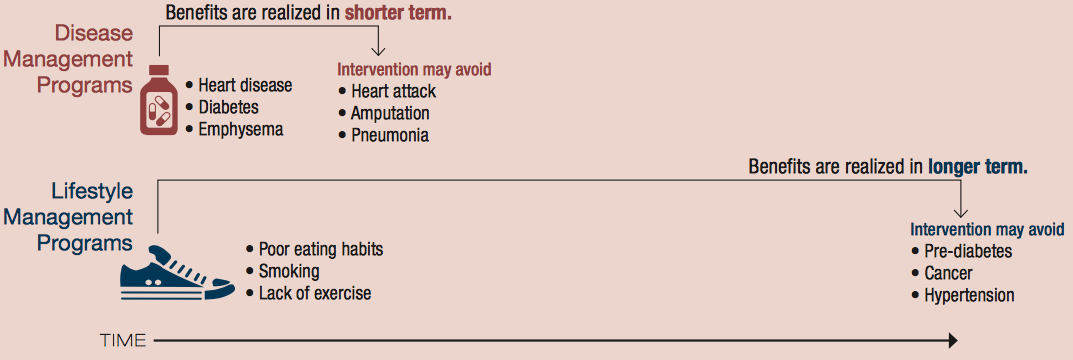 Benefits are realized in shorter term.
Disease
Management
Programs
• Heart disease
• Diabetes
• Emphysema
Intervention may avoid
• Heart attack
• Amputation
• Pneumonia
Benefits are realized in longer term.
Lifestyle
Management
Programs
• Poor eating habits
• Smoking
• Lack of exercise
Intervention may avoid
• Pre-diabetes
• Cancer
• Hypertension
TIME